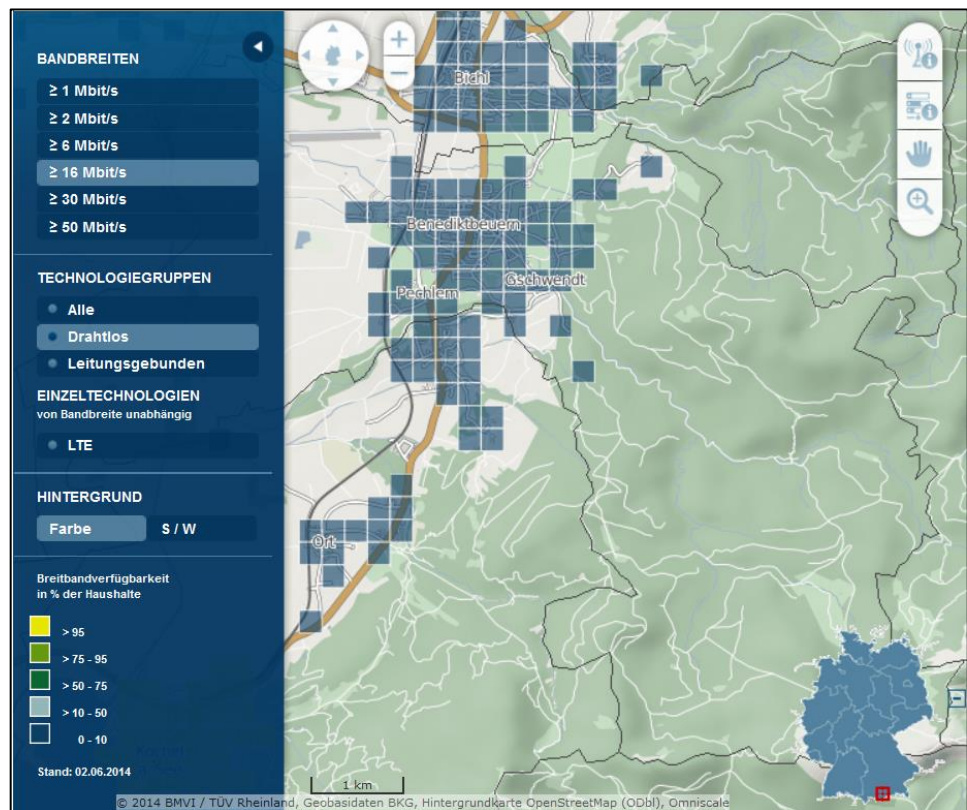 BANDBREITEN
≥ 1 Mbit/s
≥ 2 Mbit/s
≥ 6 Mbit/s
≥ 16 Mbit/s
≥ 30 Mbit/s
≥ 50 Mbit/s
TECHNOLOGIEGRUPPEN
Alle
Drahtlos
Leitungsgebunden
EINZELTECHNOLOGIEN
von Bandbreite unabhängig
LTE
HINTERGRUND
Farbe S / W
Breitbandverfügbarkeit
in % der Haushalte
> 95
> 75 - 95
> 50 - 75
> 10 - 50
0 - 10
Stand: 02.06.2014
Bichl
Benediktbeuern
Gschwendt
Pechlern
Ort
P
1 km
© 2014 BMVI / TÜV Rheinland, Geobasidaten BKG, Hintergrundkarte OpenStreetMap (ODbl), Omniscale